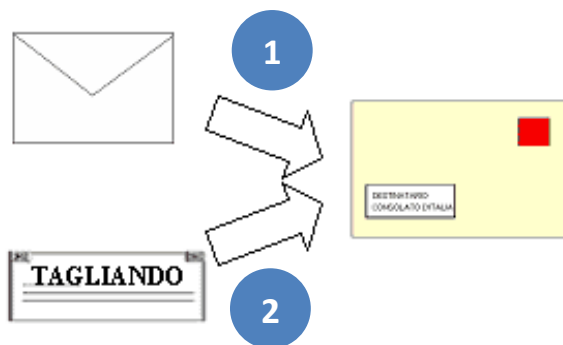 1
DESTINATARIO
CONSOLATO D'ITALIA
TAGLIANDO
2